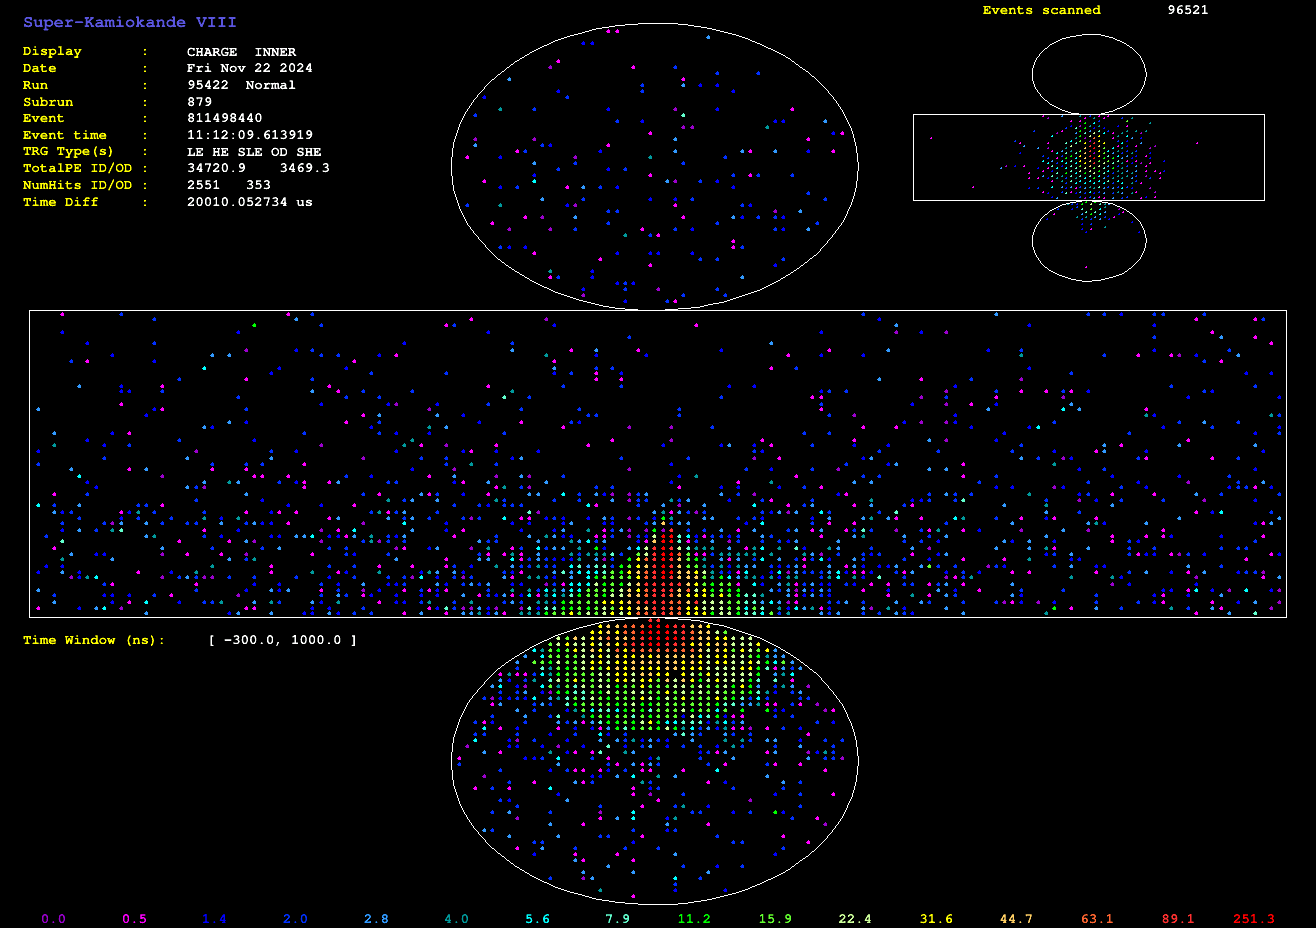 Super-Kamiokande VIII
Events scanned 96521
Display : CHARGE INNER
Date : Fri Nov 22 2024
Run : 95422 Normal
Subrun : 879
Event : 811498440
Event time : 11:12:09.613919
TRG Type(s) : LE HE SLE OD SHE
TotalPE ID/OD : 34720.9 3469.3
NumHits ID/OD : 2551 353
Time Diff : 20010.052734 us
Time Window (ns): [ -300.0, 1000.0 ]
0.0 0.5 1.4 2.0 2.8 4.0 5.6 7.9 11.2 15.9 22.4 31.6 44.7 63.1 89.1 251.3